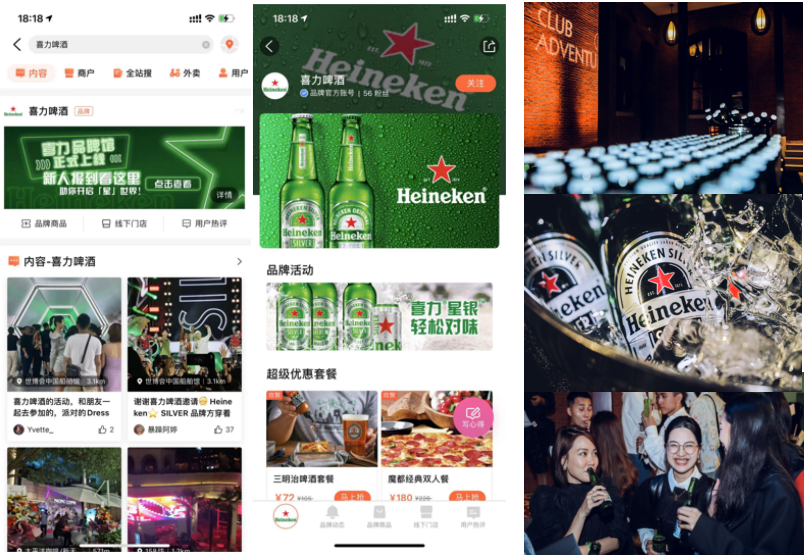 18:18
喜力啤酒
内容
商户
全站报
外卖
用户
喜力啤酒
品牌
喜力品牌馆
正式上线
新人报到看这里
助你开启「星」世界!
点击查看
详情
品牌商品
线下门店
用户热评
内容-喜力啤酒
世博会中国船舶馆
3.1km
喜力啤酒的活动,和朋友一
起去参加的,派对的Dress
Yvette_
2
世博会中国船舶馆
3.1km
谢谢喜力啤酒邀请 Heine
ken SILVER 品牌方穿着
暴躁阿婷
37
571m
18:18
Heineken
喜力啤酒
品牌官方账号 | 56 粉丝
关注
Heineken
SILVER
Heineken
Heineken
品牌活动
喜力 星银
轻松对味
超级优惠套餐
三明治啤酒套餐
¥72
马上抢
魔都经典双人餐
¥180
马上抢
写心得
品牌动态
品牌商品
线下门店
用户热评
CLUB
ADVENTU
HEINEKEN SILV
Heineken
HEINEKEN SILV
Heineken